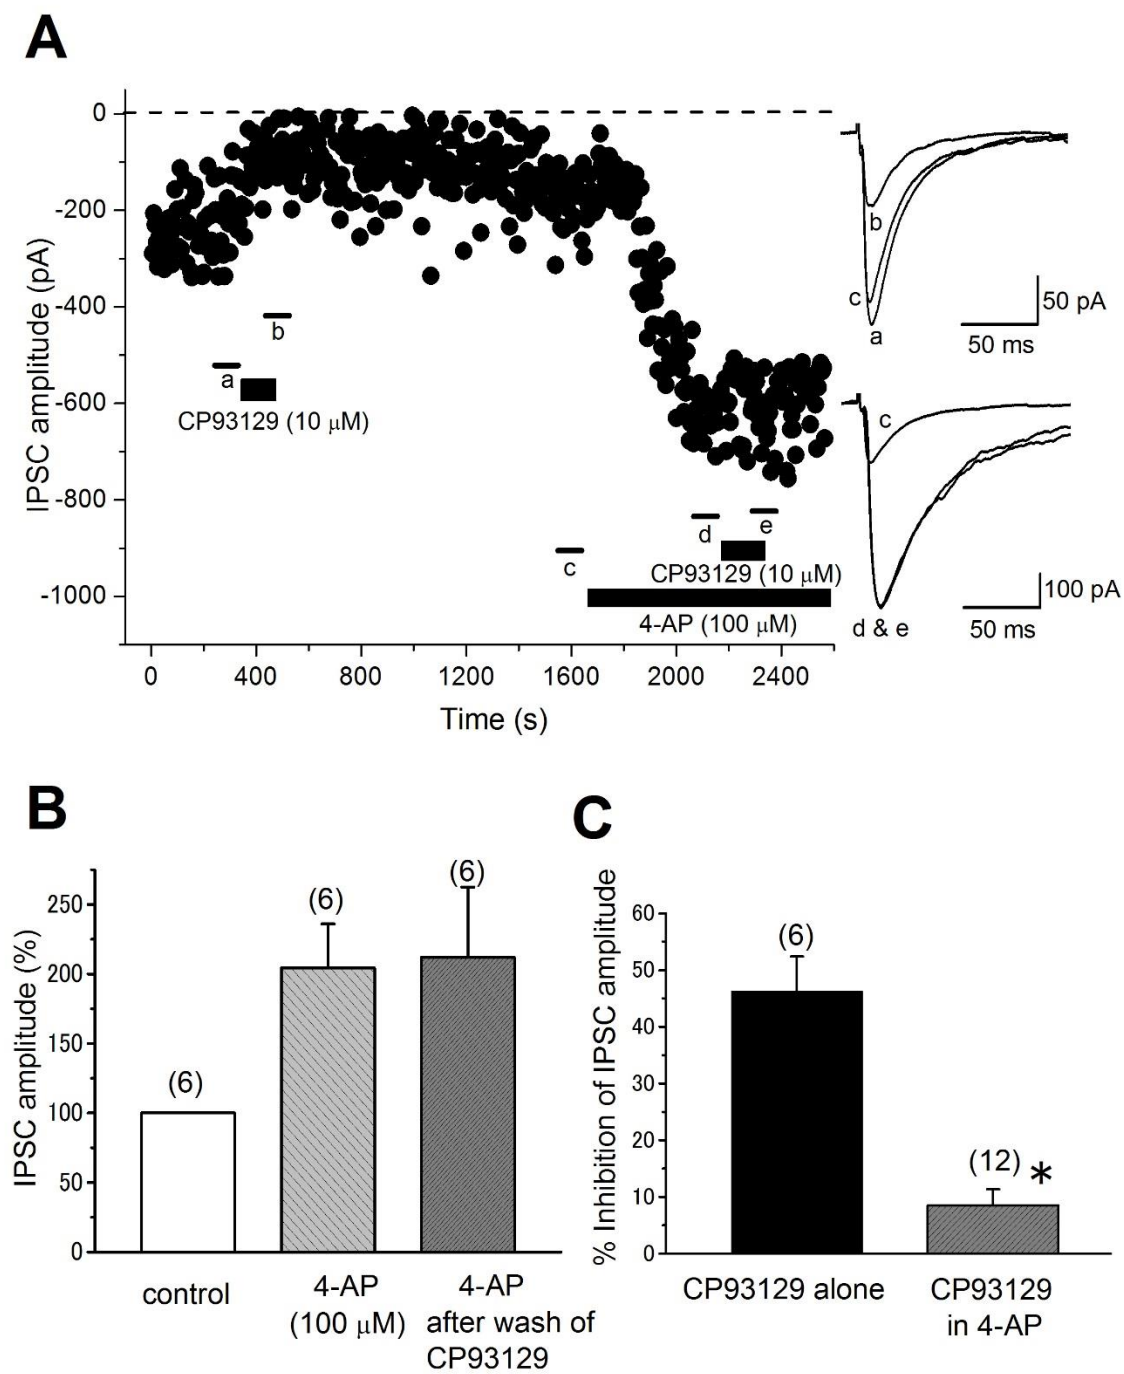 A
IPSC amplitude (pA)
0
-200
-400
-600
-800
-1000
b
a
CP93129 (10 μM)
d
e
c
CP93129 (10 μM)
4-AP (100 μM)
0
400
800
1200
1600
2000
2400
Time (s)
b
c
a
50 pA
50 ms
c
100 pA
d & e
50 ms
B
IPSC amplitude (%)
250
200
150
100
50
0
(6)
(6)
(6)
control
4-AP
(100 μM)
4-AP
after wash of
CP93129
C
% Inhibition of IPSC amplitude
60
50
40
30
20
10
0
(6)
(12) *
CP93129 alone
CP93129
in 4-AP